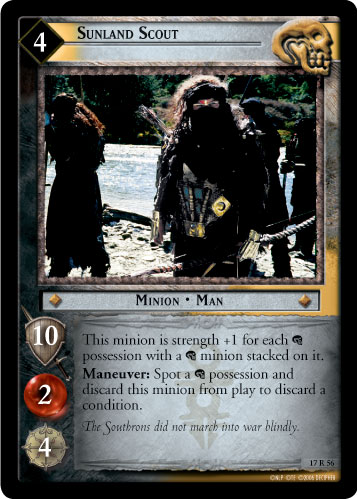 4
SUNLAND SCOUT
MINION • MAN
10
This minion is strength +1 for each
possession with a minion stacked on it.
2
Maneuver: Spot a possession and
discard this minion from play to discard a
condition.
4
The Southrons did not march into war blindly.
17 R 56